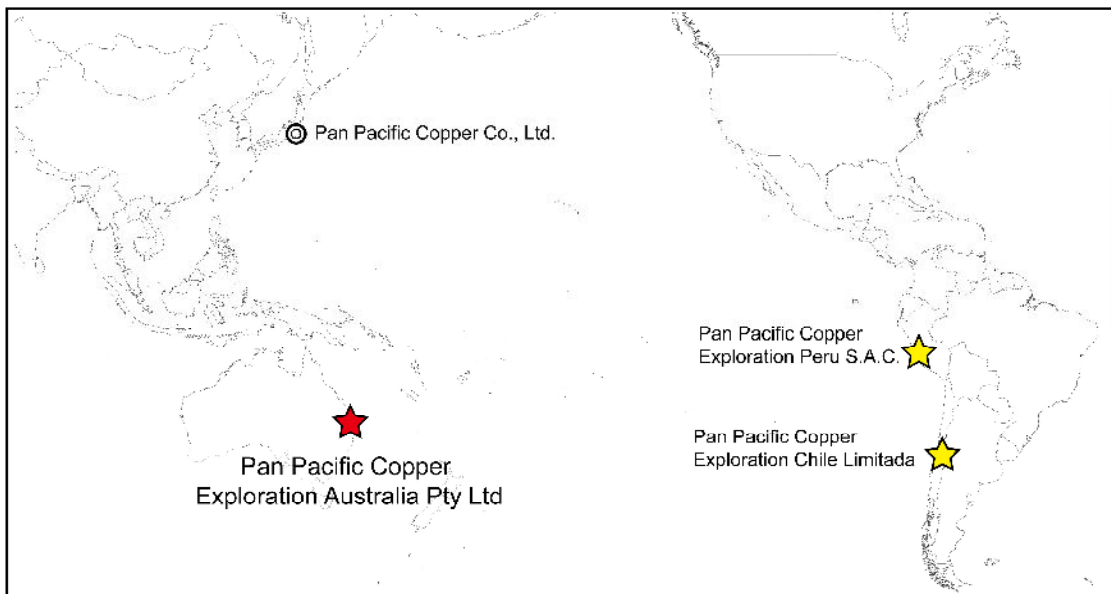 Pan Pacific Copper Co., Ltd.
Pan Pacific Copper
Exploration Peru S.A.C.
Pan Pacific Copper
Exploration Australia Pty Ltd
Pan Pacific Copper
Exploration Chile Limitada